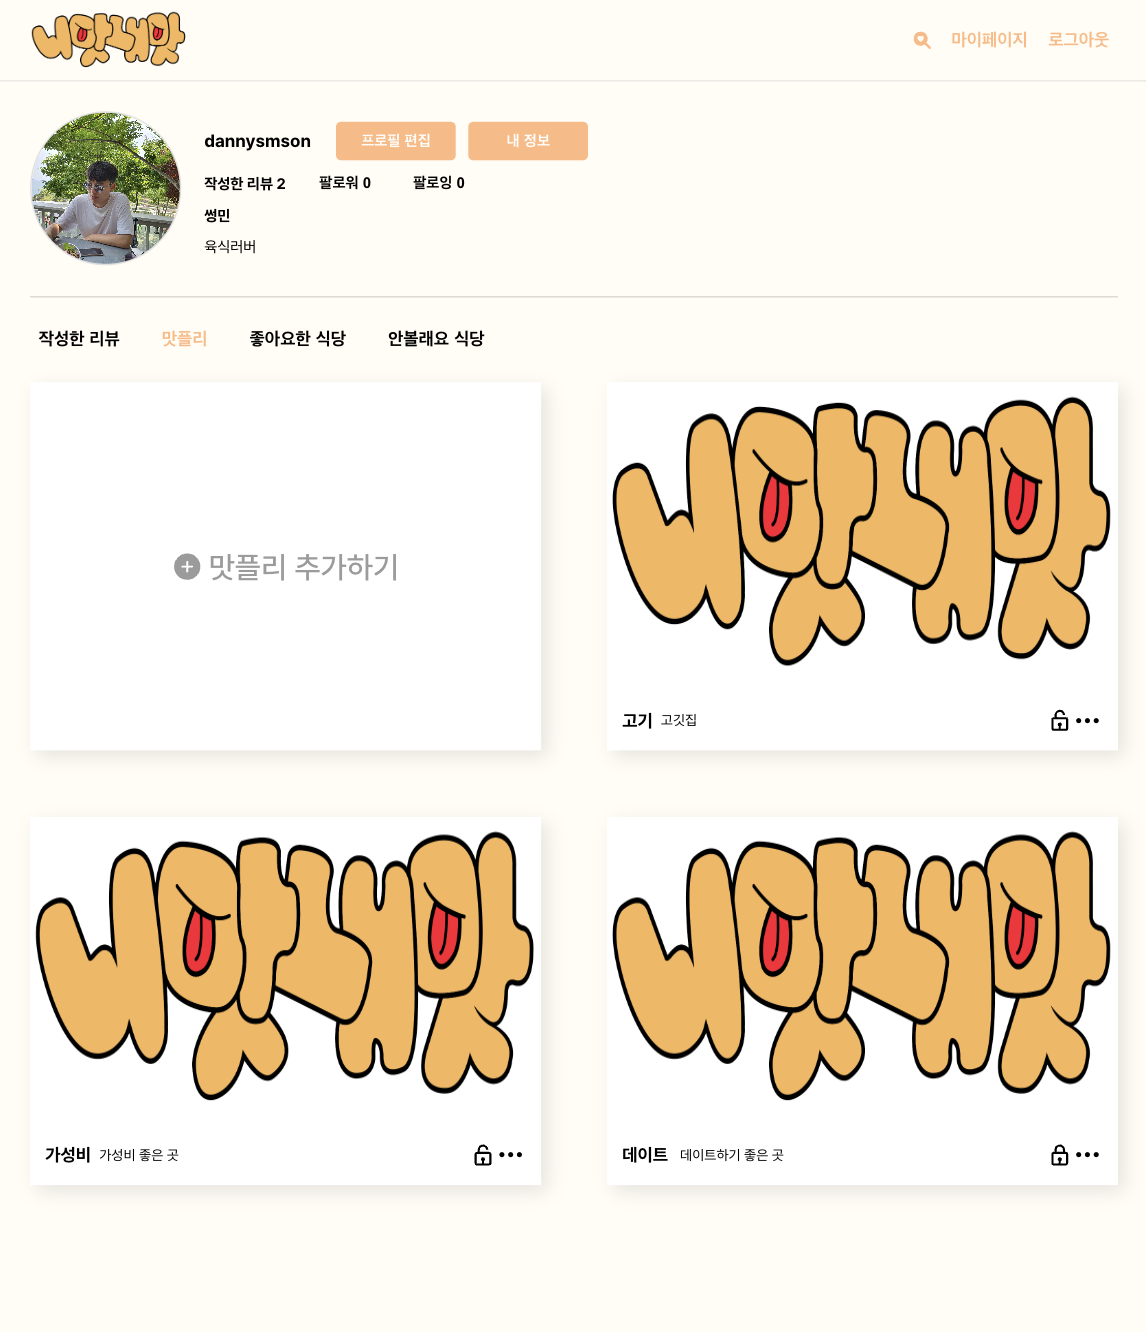 니맛내맛
마이페이지 로그아웃
dannysmson 프로필 편집 내 정보
작성한 리뷰 2 팔로워 0 팔로잉 0
썽민
육식러버
작성한 리뷰 맛플리 좋아요한 식당 안볼래요 식당
맛플리 추가하기
니맛내맛
고기 고깃집
니맛내맛
가성비 가성비 좋은 곳
니맛내맛
데이트 데이트하기 좋은 곳